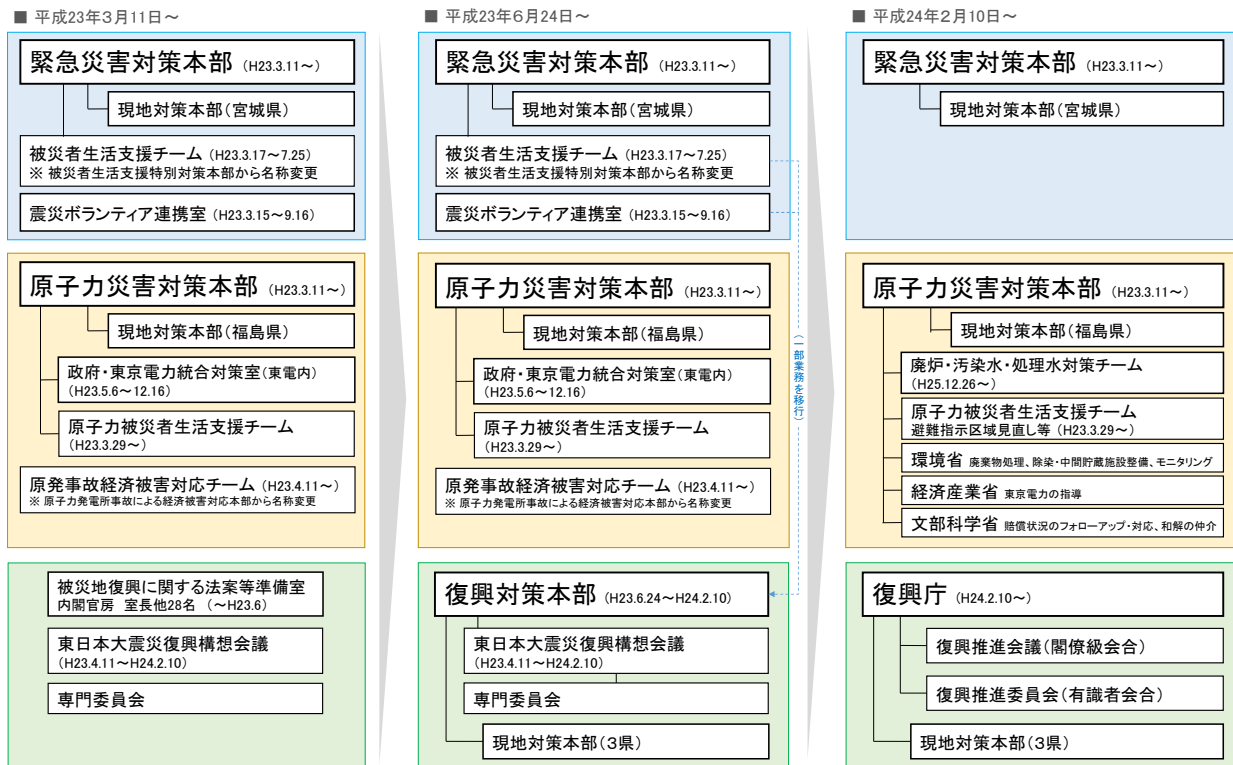 ■ 平成23年3月11日～
緊急災害対策本部 (H23.3.11～)
現地対策本部(宮城県)
被災者生活支援チーム (H23.3.17～7.25)
※ 被災者生活支援特別対策本部から名称変更
震災ボランティア連携室 (H23.3.15～9.16)
原子力災害対策本部 (H23.3.11～)
現地対策本部(福島県)
政府・東京電力統合対策室(東電内)
(H23.5.6～12.16)
原子力被災者生活支援チーム
(H23.3.29～)
原発事故経済被害対応チーム (H23.4.11～)
※ 原子力発電所事故による経済被害対応本部から名称変更
被災地復興に関する法案等準備室
内閣官房 室長他28名 (～H23.6)
東日本大震災復興構想会議
(H23.4.11～H24.2.10)
専門委員会
■ 平成23年6月24日～
緊急災害対策本部 (H23.3.11～)
現地対策本部(宮城県)
被災者生活支援チーム (H23.3.17～7.25)
※ 被災者生活支援特別対策本部から名称変更
震災ボランティア連携室 (H23.3.15～9.16)
原子力災害対策本部 (H23.3.11～)
現地対策本部(福島県)
政府・東京電力統合対策室(東電内)
(H23.5.6～12.16)
原子力被災者生活支援チーム
(H23.3.29～)
原発事故経済被害対応チーム (H23.4.11～)
※ 原子力発電所事故による経済被害対応本部から名称変更
(一部業務を移行)
復興対策本部 (H23.6.24～H24.2.10)
東日本大震災復興構想会議
(H23.4.11～H24.2.10)
専門委員会
現地対策本部(3県)
■ 平成24年2月10日～
緊急災害対策本部 (H23.3.11～)
現地対策本部(宮城県)
原子力災害対策本部 (H23.3.11～)
現地対策本部(福島県)
廃炉・汚染水・処理水対策チーム
(H25.12.26～)
原子力被災者生活支援チーム
避難指示区域見直し等 (H23.3.29～)
環境省 廃棄物処理、除染・中間貯蔵施設整備、モニタリング
経済産業省 東京電力の指導
文部科学省 賠償状況のフォローアップ・対応、和解の仲介
復興庁 (H24.2.10～)
復興推進会議(閣僚級会合)
復興推進委員会(有識者会合)
現地対策本部(3県)